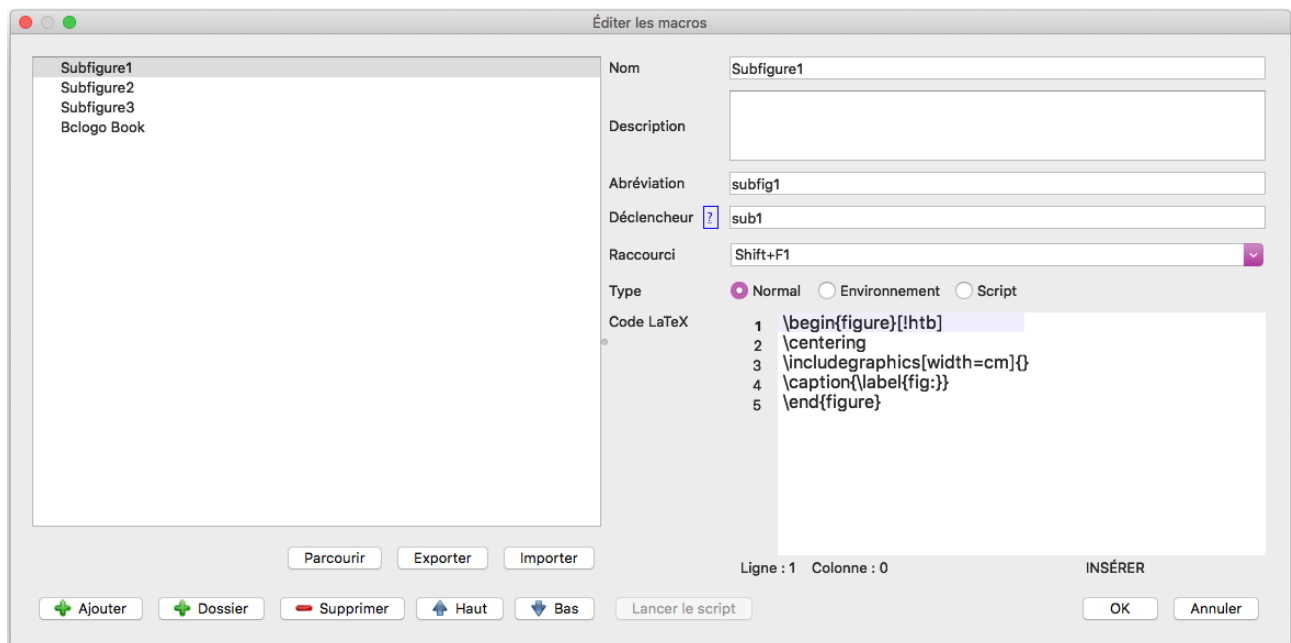 Éditer les macros
Subfigure1
Subfigure2
Subfigure3
Bclogo Book
Nom Subfigure1
Description
Abréviation subfig1
Déclencheur ? sub1
Raccourci Shift+F1
Type Normal Environnement Script
Code LaTeX
1 \begin{figure}[!htb]
2 \centering
3 \includegraphics[width=cm]{}
4 \caption{\label{fig:}}
5 \end{figure}
Parcourir Exporter Importer
Ligne : 1 Colonne : 0 INSÉRER
Ajouter Dossier Supprimer Haut Bas Lancer le script OK Annuler